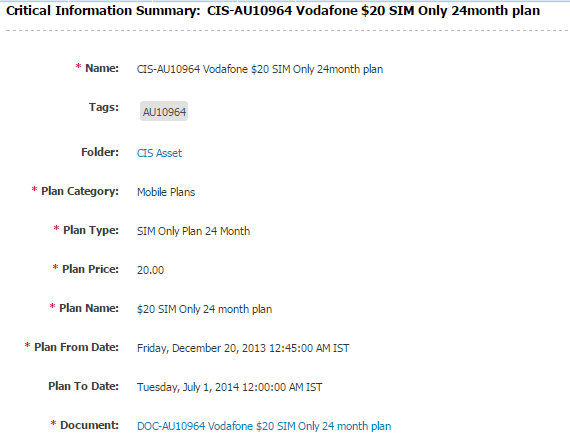 Critical Information Summary: CIS-AU10964 Vodafone $20 SIM Only 24month plan
* Name: CIS-AU10964 Vodafone $20 SIM Only 24month plan
Tags: AU10964
Folder: CIS Asset
* Plan Category: Mobile Plans
* Plan Type: SIM Only Plan 24 Month
* Plan Price: 20.00
* Plan Name: $20 SIM Only 24 month plan
* Plan From Date: Friday, December 20, 2013 12:45:00 AM IST
Plan To Date: Tuesday, July 1, 2014 12:00:00 AM IST
* Document: DOC-AU10964 Vodafone $20 SIM Only 24 month plan